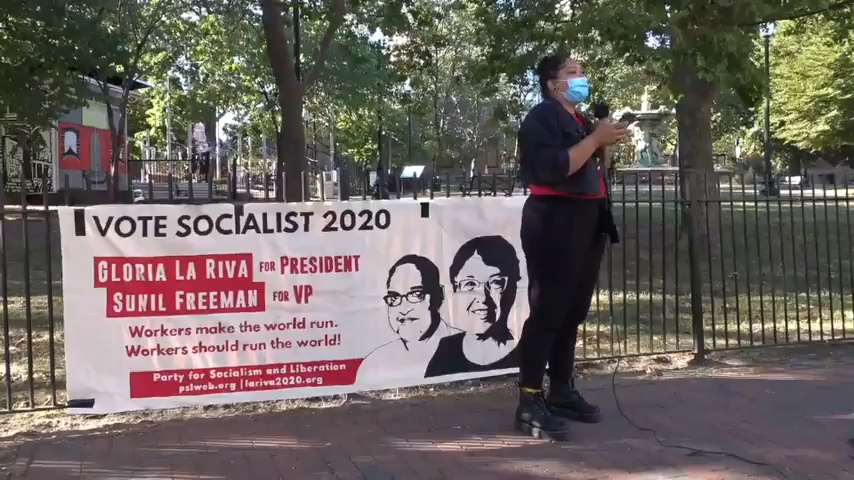 VOTE SOCIALIST 2020
GLORIA LA RIVA FOR PRESIDENT
SUNIL FREEMAN FOR VP
Workers make the world run.
Workers should run the world!
Party for Socialism and Liberation
pslweb.org | lariva2020.org